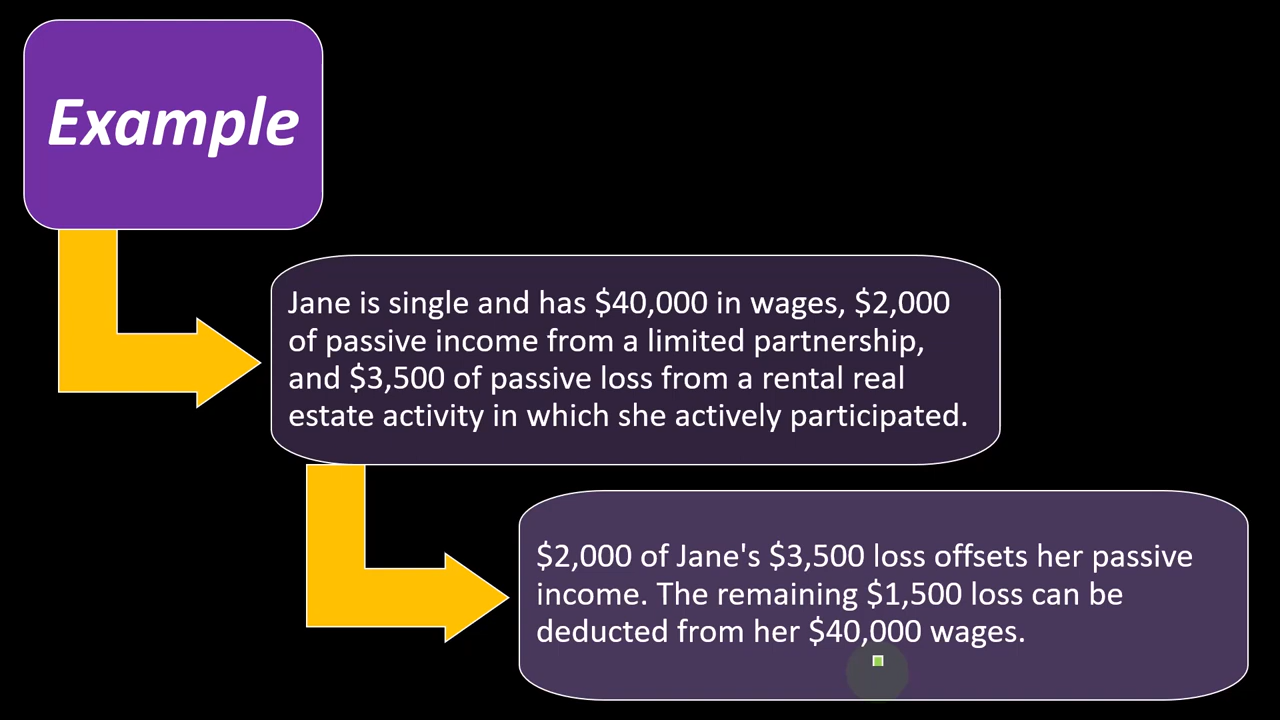 Example
Jane is single and has $40,000 in wages, $2,000
of passive income from a limited partnership,
and $3,500 of passive loss from a rental real
estate activity in which she actively participated.
$2,000 of Jane's $3,500 loss offsets her passive
income. The remaining $1,500 loss can be
deducted from her $40,000 wages.